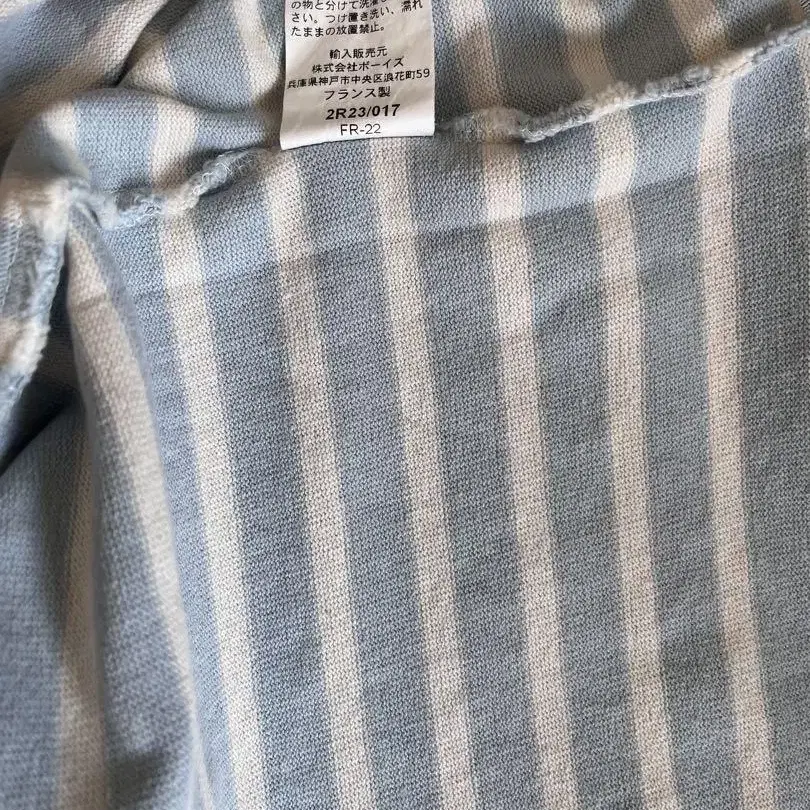 の物と分けて洗濯
さい。つけ置き洗い、濡れ
たままの放置禁止。
輸入販売元
株式会社ボーイズ
兵庫県神戸市中央区浪花町59
フランス製
2R23/017
FR-22